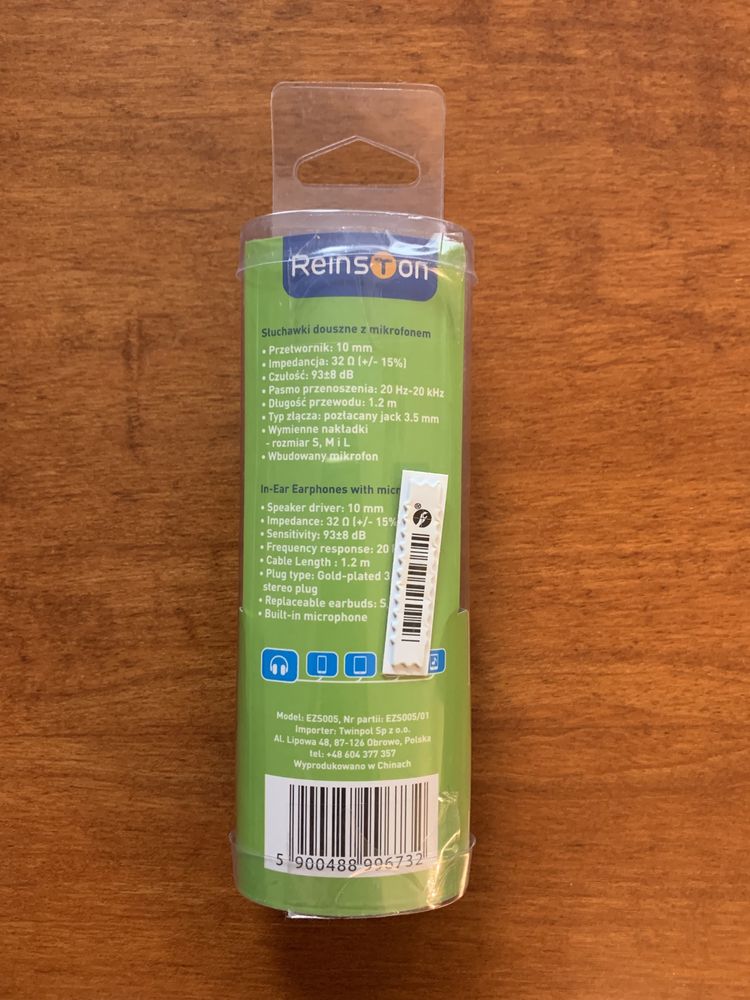 ReinsTon
Słuchawki douszne z mikrofonem
• Przetwornik: 10 mm
• Impedancja: 32 Ω (+/- 15%)
• Czułość: 93±8 dB
• Pasmo przenoszenia: 20 Hz-20 kHz
• Długość przewodu: 1.2 m
• Typ złącza: pozłacany jack 3.5 mm
• Wymienne nakładki
- rozmiar S, M i L
• Wbudowany mikrofon
In-Ear Earphones with micr
• Speaker driver: 10 mm
• Impedance: 32 Ω (+/- 15%
• Sensitivity: 93±8 dB
• Frequency response: 20
• Cable Length : 1.2 m
• Plug type: Gold-plated 3
stereo plug
• Replaceable earbuds: S
• Built-in microphone
®
Model: EZS005, Nr partii: EZS005/01
Importer: Twinpol Sp z o.o.
Al. Lipowa 48, 87-126 Obrowo, Polska
tel: +48 604 377 357
Wyprodukowano w Chinach
5 900488 996732